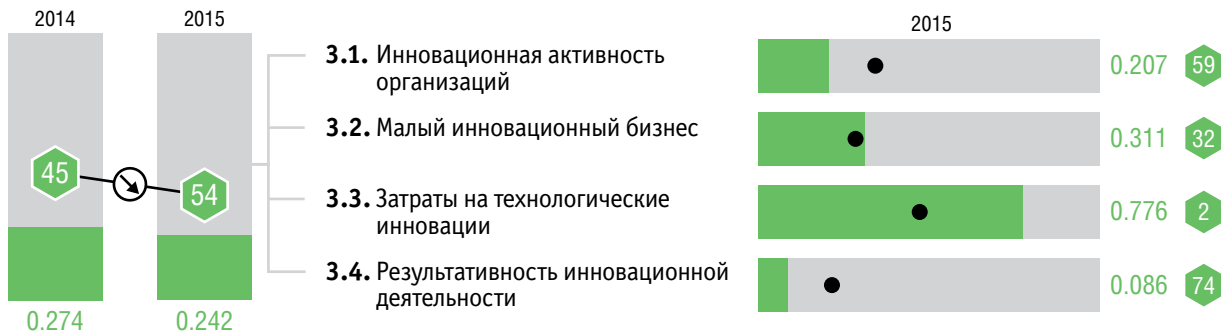 2014
2015
45
54
0.274
0.242
3.1. Инновационная активность
организаций
3.2. Малый инновационный бизнес
3.3. Затраты на технологические
инновации
3.4. Результативность инновационной
деятельности
2015
0.207 59
0.311 32
0.776 2
0.086 74